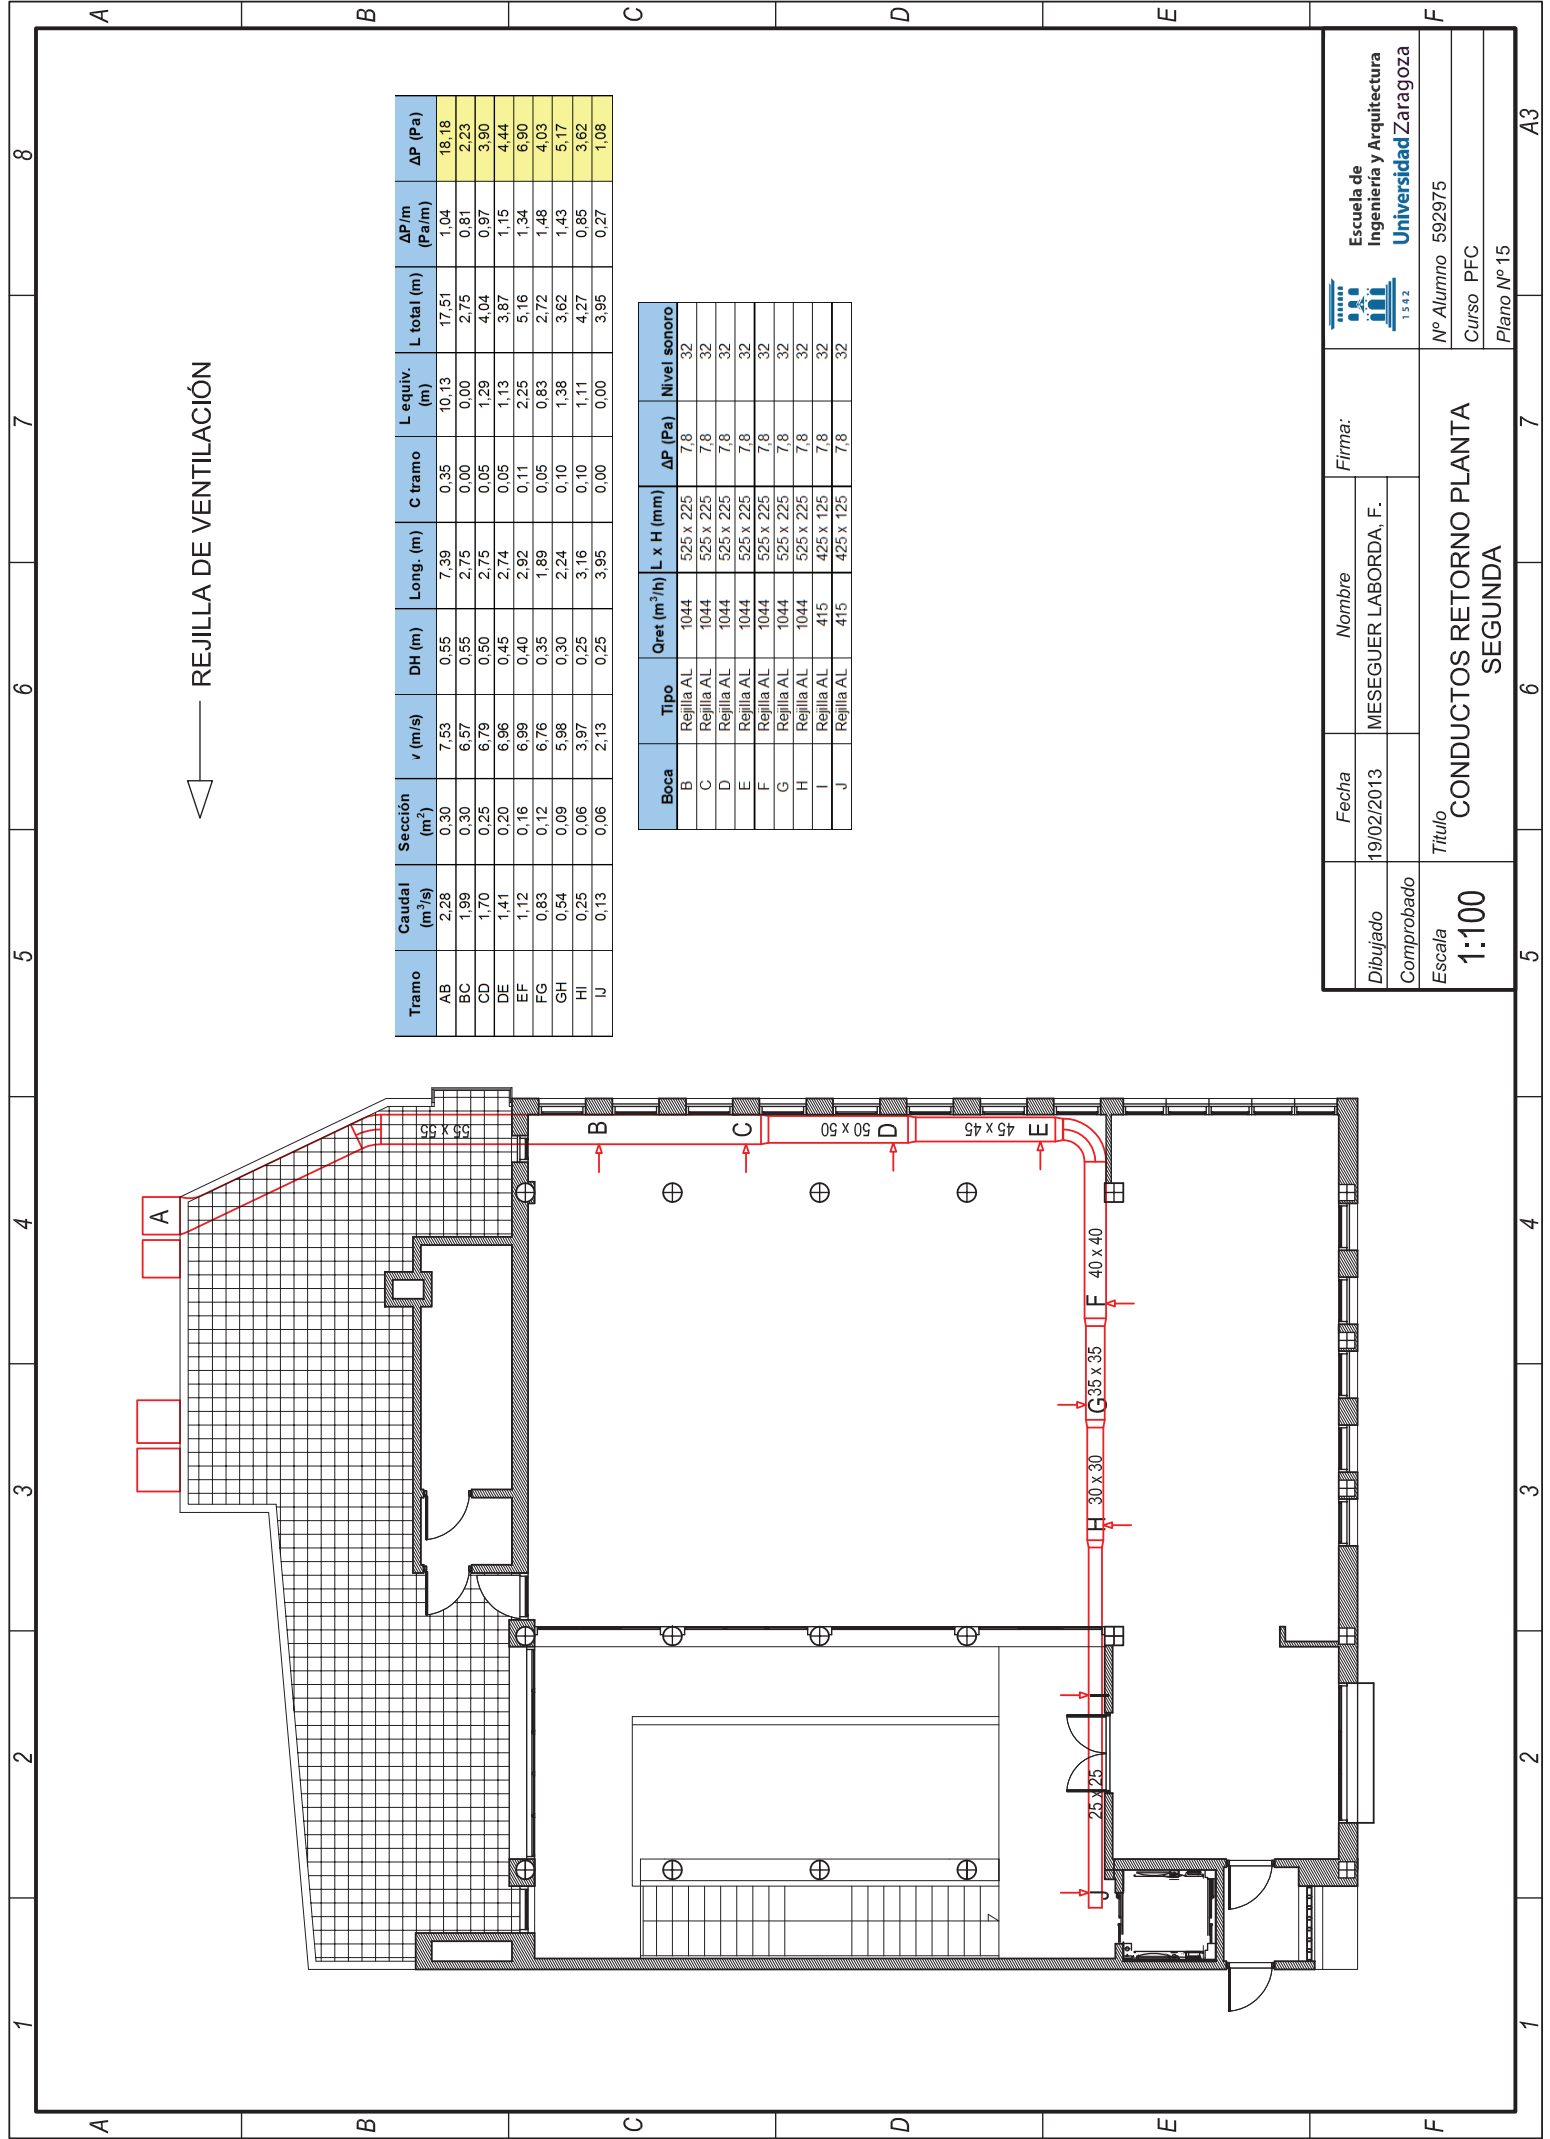 1 2 3 4 5 6 7 8
A B C D E F
REJILLA DE VENTILACIÓN
Tramo Caudal (m³/s) Sección (m²) v (m/s) DH (m) Long. (m) C tramo L equiv. (m) L total (m) ΔP/m (Pa/m) ΔP (Pa)
AB 2,28 0,30 7,53 0,55 7,39 0,35 10,13 17,51 1,04 18,18
BC 1,99 0,30 6,57 0,55 2,75 0,00 0,00 2,75 0,81 2,23
CD 1,70 0,25 6,79 0,50 2,75 0,05 1,29 4,04 0,97 3,90
DE 1,41 0,20 6,96 0,45 2,74 0,05 1,13 3,87 1,15 4,44
EF 1,12 0,16 6,99 0,40 2,92 0,11 2,25 5,16 1,34 6,90
FG 0,83 0,12 6,76 0,35 1,89 0,05 0,83 2,72 1,48 4,03
GH 0,54 0,09 5,98 0,30 2,24 0,10 1,38 3,62 1,43 5,17
HI 0,25 0,06 3,97 0,25 3,16 0,10 1,11 4,27 0,85 3,62
IJ 0,13 0,06 2,13 0,25 3,95 0,00 0,00 3,95 0,27 1,08
Boca Tipo Qret (m³/h) L x H (mm) ΔP (Pa) Nivel sonoro
B Rejilla AL 1044 525 x 225 7,8 32
C Rejilla AL 1044 525 x 225 7,8 32
D Rejilla AL 1044 525 x 225 7,8 32
E Rejilla AL 1044 525 x 225 7,8 32
F Rejilla AL 1044 525 x 225 7,8 32
G Rejilla AL 1044 525 x 225 7,8 32
H Rejilla AL 1044 525 x 225 7,8 32
I Rejilla AL 415 425 x 125 7,8 32
J Rejilla AL 415 425 x 125 7,8 32
A
55 x 55
B
C
50 x 50
D
45 x 45
E
40 x 40
F
35 x 35
G
30 x 30
H
I
25 x 25
J
Fecha Nombre Firma:
Dibujado 19/02/2013 MESEGUER LABORDA, F.
Comprobado
Escala
1:100
Titulo
CONDUCTOS RETORNO PLANTA
SEGUNDA
1542
Escuela de
Ingeniería y Arquitectura
Universidad Zaragoza
Nº Alumno 592975
Curso PFC
Plano Nº 15
A B C D E F
1 2 3 4 5 6 7 A3